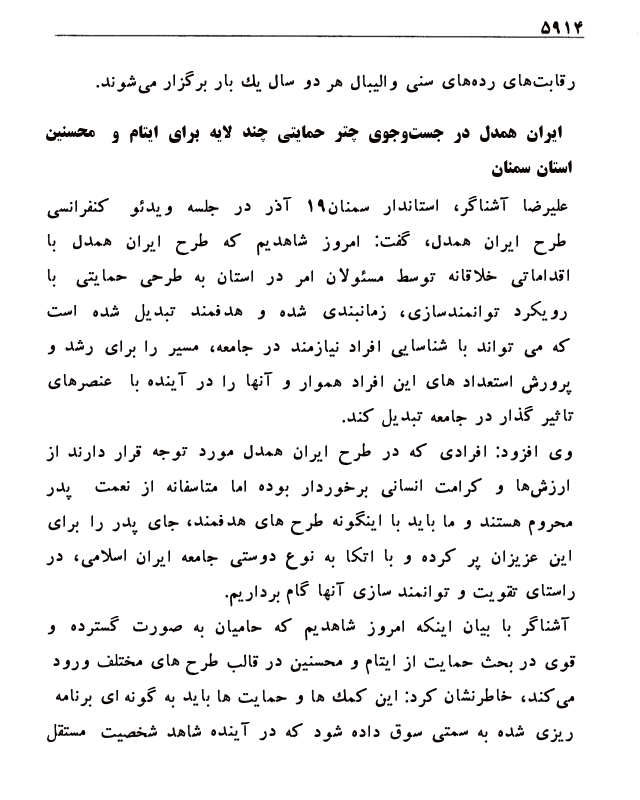 ۵۹۱۴
رقابت‌های رده‌های سنی والیبال هر دو سال یك بار برگزار می‌شوند.
ایران همدل در جست‌وجوی چتر حمایتی چند لایه برای ایتام و محسنین
استان سمنان
علیرضا آشناگر، استاندار سمنان۱۹ آذر در جلسه ویدئو کنفرانسی
طرح ایران همدل، گفت: امروز شاهدیم که طرح ایران همدل با
اقداماتی خلاقانه توسط مسئولان امر در استان به طرحی حمایتی با
رویکرد توانمندسازی، زمانبندی شده و هدفمند تبدیل شده است
که می تواند با شناسایی افراد نیازمند در جامعه، مسیر را برای رشد و
پرورش استعداد های این افراد هموار و آنها را در آینده با عنصرهای
تاثیر گذار در جامعه تبدیل کند.
وی افزود: افرادی که در طرح ایران همدل مورد توجه قرار دارند از
ارزش‌ها و کرامت انسانی برخوردار بوده اما متاسفانه از نعمت پدر
محروم هستند و ما باید با اینگونه طرح های هدفمند، جای پدر را برای
این عزیزان پر کرده و با اتکا به نوع دوستی جامعه ایران اسلامی، در
راستای تقویت و توانمند سازی آنها گام برداریم.
آشناگر با بیان اینکه امروز شاهدیم که حامیان به صورت گسترده و
قوی در بحث حمایت از ایتام و محسنین در قالب طرح های مختلف ورود
می‌کند، خاطرنشان کرد: این کمك ها و حمایت ها باید به گونه ای برنامه
ریزی شده به سمتی سوق داده شود که در آینده شاهد شخصیت مستقل